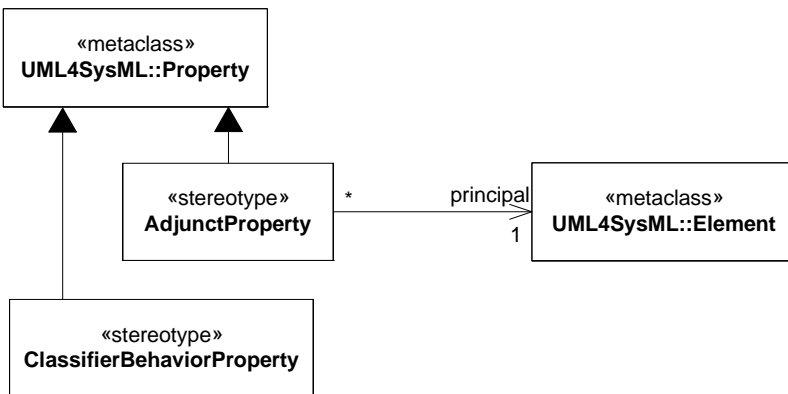 «metaclass»
UML4SysML::Property
«stereotype»
AdjunctProperty
*
principal
1
«metaclass»
UML4SysML::Element
«stereotype»
ClassifierBehaviorProperty